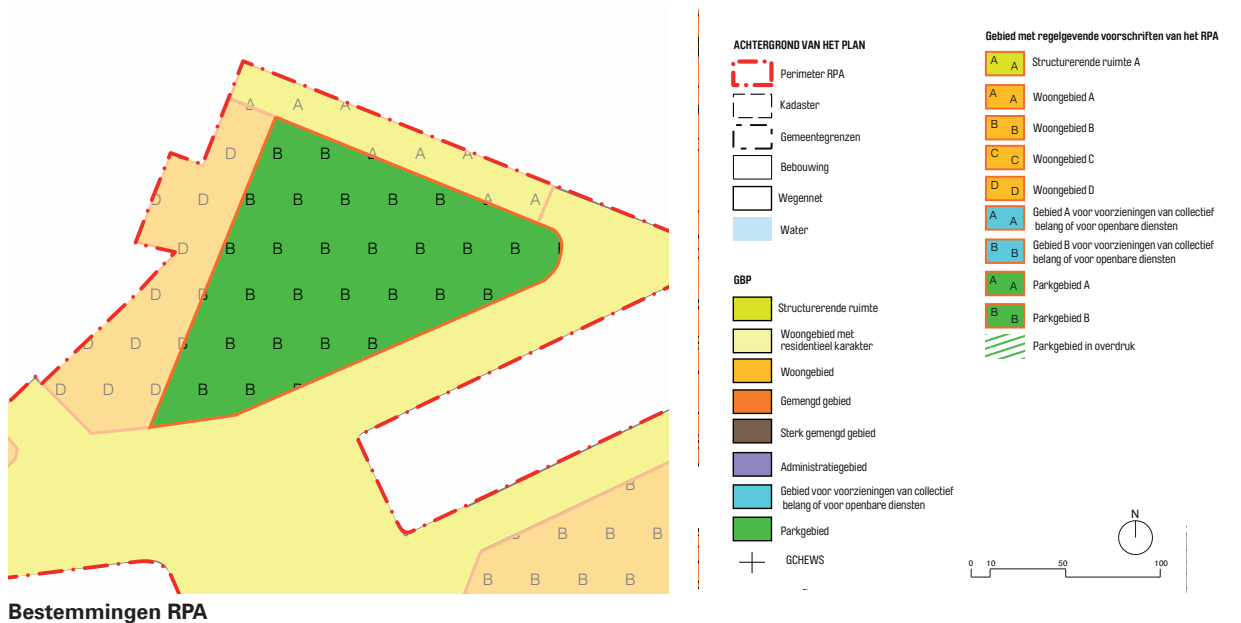 A A A
D B B A A A
D D B B B B B A A
D B B B B B B B B
D D B B B B B B
D D B B B B B
D D D B B B
B
B B B
B B B B
Bestemmingen RPA
ACHTERGROND VAN HET PLAN
Perimeter RPA
Kadaster
Gemeentegrenzen
Bebouwing
Wegennet
Water
GBP
Structurerende ruimte
Woongebied met
residentieel karakter
Woongebied
Gemengd gebied
Sterk gemengd gebied
Administratiegebied
Gebied voor voorzieningen van collectief
belang of voor openbare diensten
Parkgebied
GCHEWS
Gebied met regelgevende voorschriften van het RPA
A A Structurerende ruimte A
A A Woongebied A
B B Woongebied B
C C Woongebied C
D D Woongebied D
A A Gebied A voor voorzieningen van collectief
belang of voor openbare diensten
B B Gebied B voor voorzieningen van collectief
belang of voor openbare diensten
A A Parkgebied A
B B Parkgebied B
Parkgebied in overdruk
N
0 10 50 100